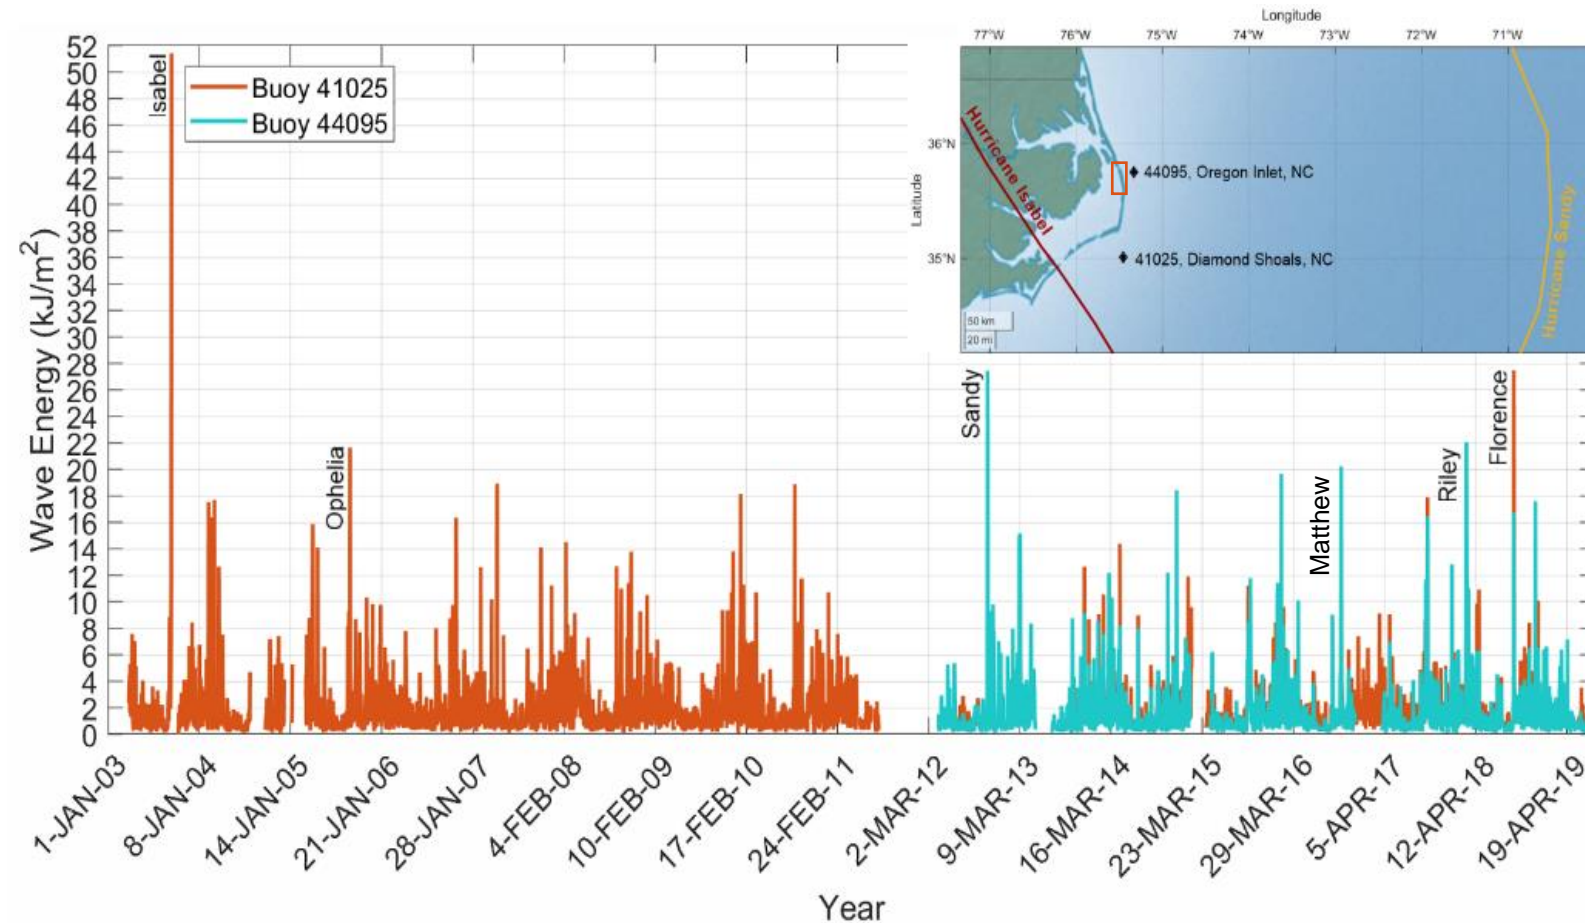 Longitude
77°W
76°W
75°W
74°W
73°W
72°W
71°W
52
50
48
46
44
42
40
38
36
34
32
30
28
26
24
22
20
18
16
14
12
10
8
6
4
2
0
Wave Energy (kJ/m²)
Isabel
Buoy 41025
Buoy 44095
Ophelia
Latitude
36°N
35°N
Hurricane Isabel
44095, Oregon Inlet, NC
41025, Diamond Shoals, NC
Hurricane Sandy
50 km
20 mi
Sandy
Matthew
Riley
Florence
1-JAN-03
8-JAN-04
14-JAN-05
21-JAN-06
28-JAN-07
4-FEB-08
10-FEB-09
17-FEB-10
24-FEB-11
2-MAR-12
9-MAR-13
16-MAR-14
23-MAR-15
29-MAR-16
5-APR-17
12-APR-18
19-APR-19
Year